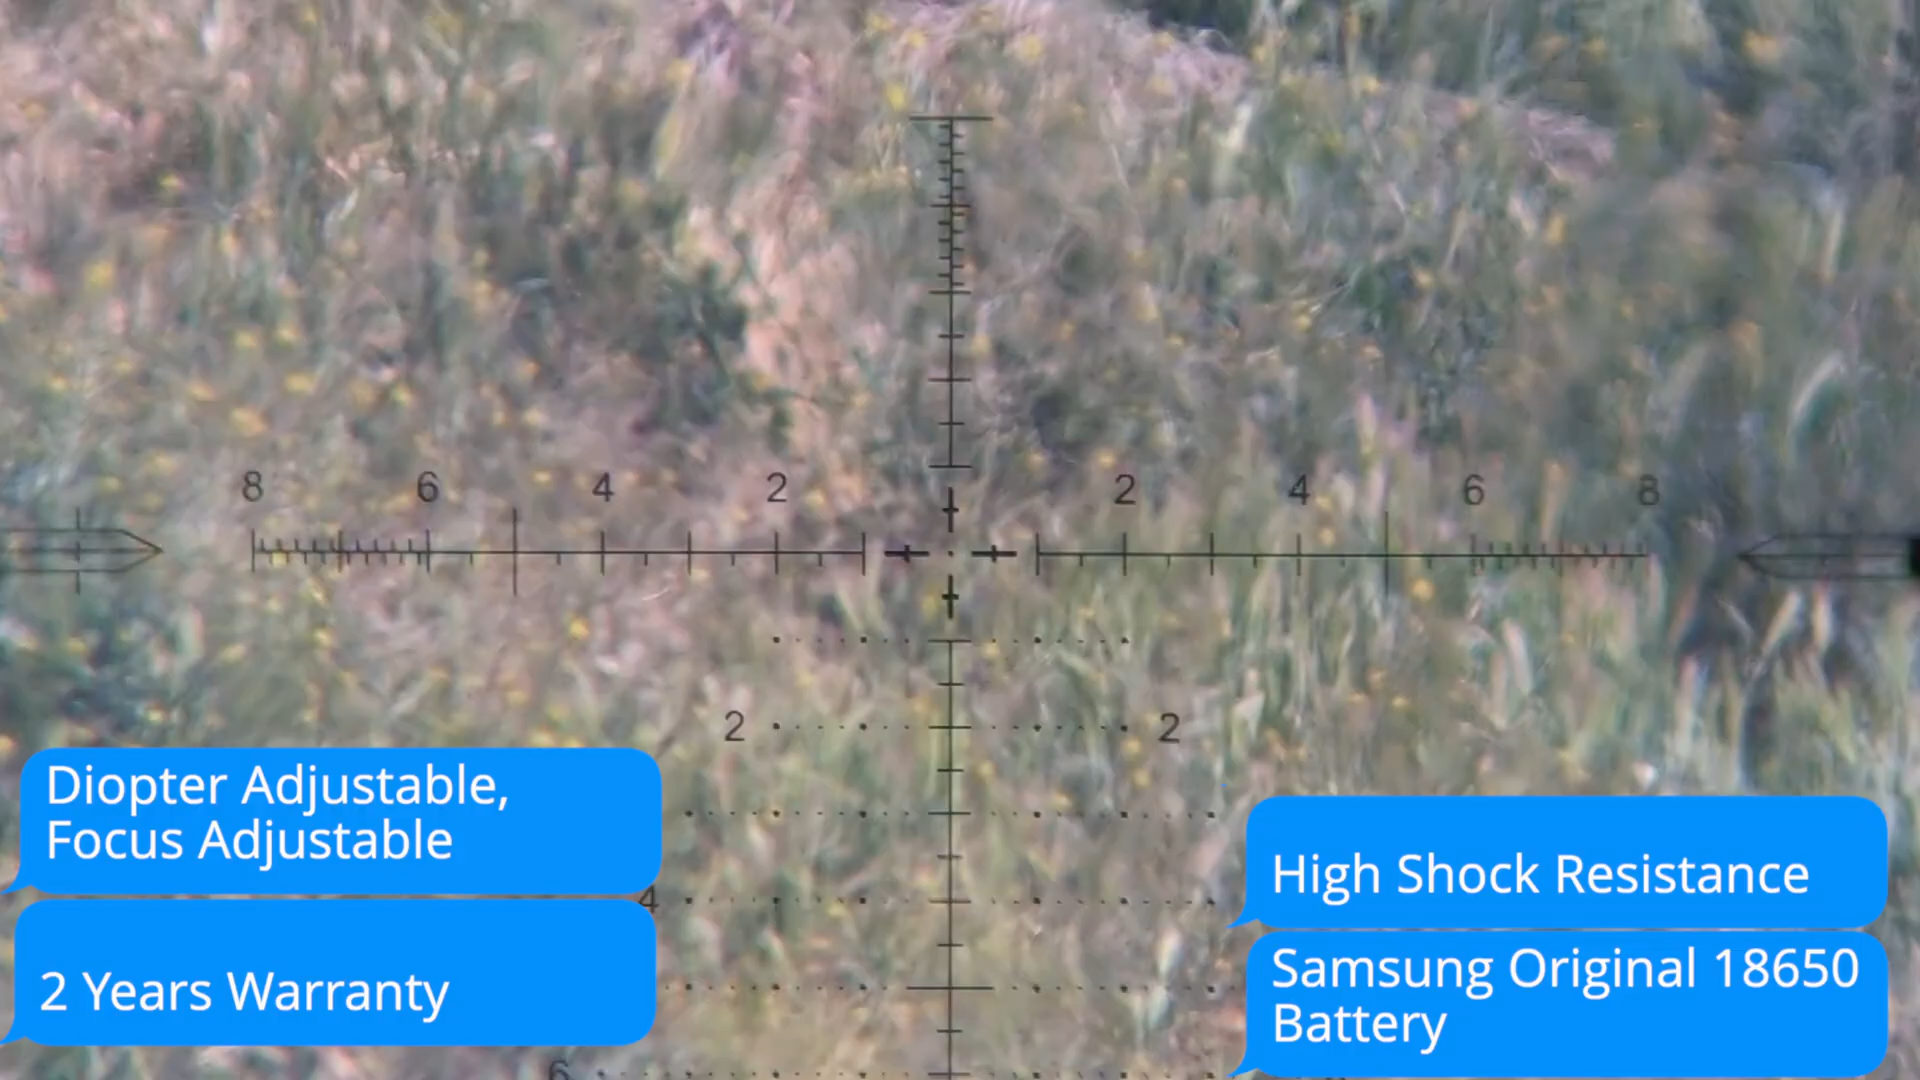 8 6 4 2 2 4 6 8
2 2
Diopter Adjustable,
Focus Adjustable
4
2 Years Warranty
High Shock Resistance
Samsung Original 18650
Battery
6